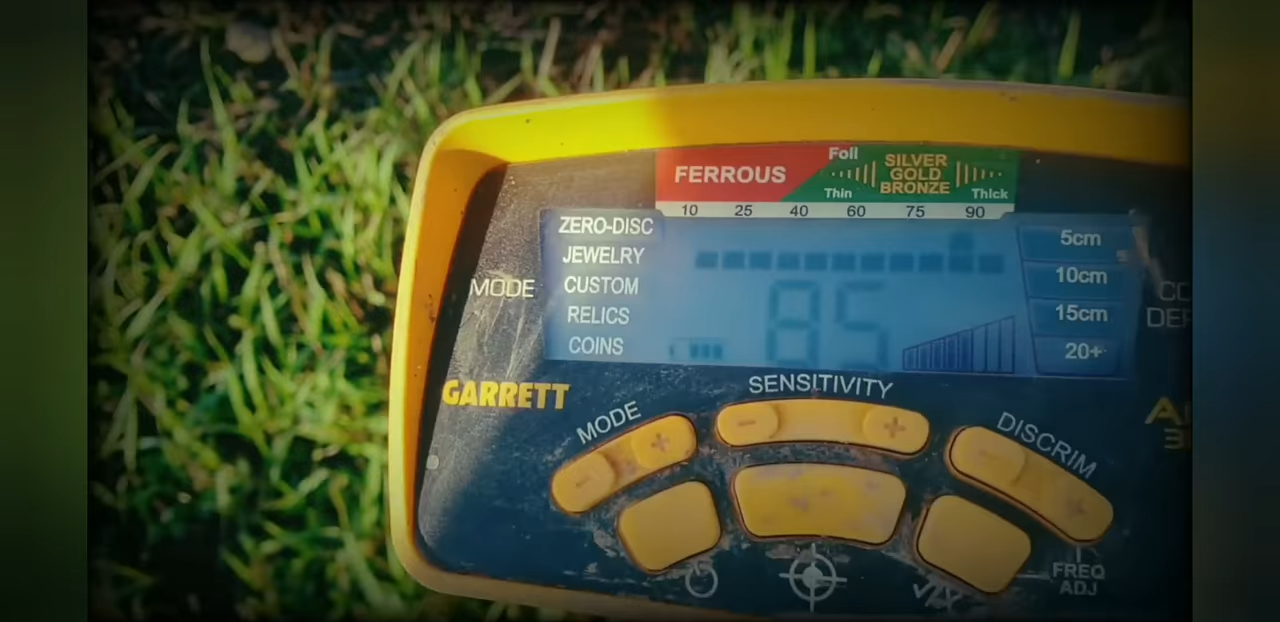 FERROUS
Foil
Thin
SILVER
GOLD
BRONZE
Thick
10 25 40 60 75 90
ZERO-DISC
JEWELRY
CUSTOM
RELICS
COINS
MODE
85
5cm
10cm
15cm
20+
GARRETT
MODE
SENSITIVITY
DISCRIM
- +
- +
- +
FREQ
ADJ